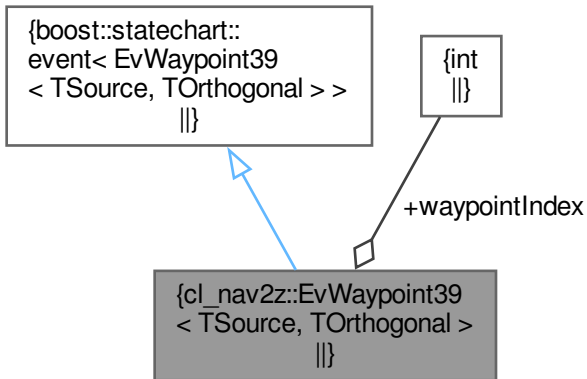 {boost::statechart::
event< EvWaypoint39
< TSource, TOrthogonal > >
||}
{int
||}
+waypointIndex
{cl_nav2z::EvWaypoint39
< TSource, TOrthogonal >
||}